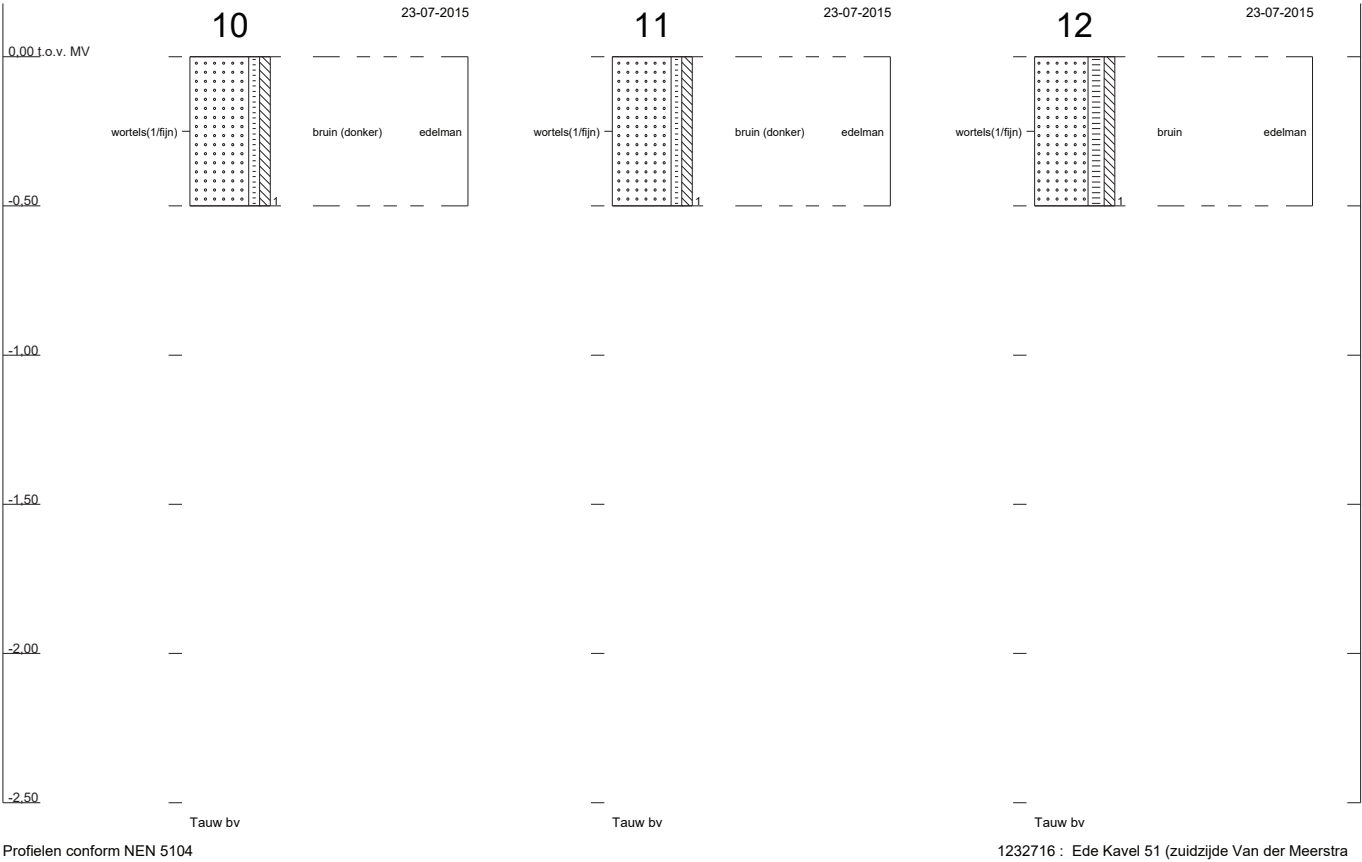 10 23-07-2015 11 23-07-2015 12 23-07-2015
0,00 t.o.v. MV
wortels(1/fijn) bruin (donker) edelman wortels(1/fijn) bruin (donker) edelman wortels(1/fijn) bruin edelman
-0,50 1 1 1
-1,00
-1,50
-2,00
-2,50
Tauw bv Tauw bv Tauw bv
Profielen conform NEN 5104 1232716 : Ede Kavel 51 (zuidzijde Van der Meerstra